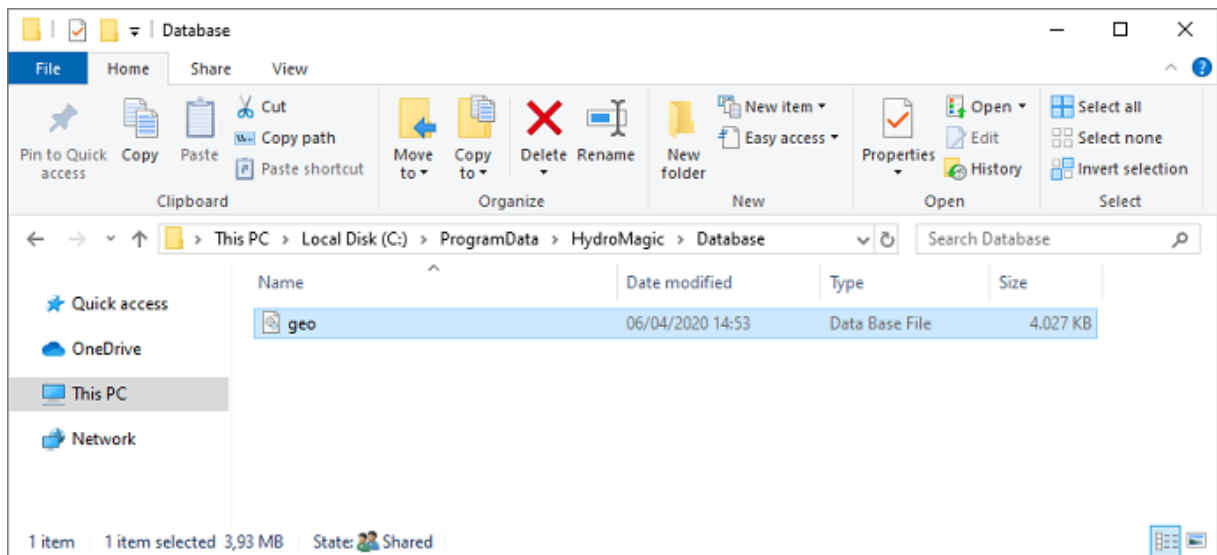 Database
File Home Share View
Pin to Quick access
Copy
Paste
Cut
Copy path
Paste shortcut
Clipboard
Move to
Copy to
Delete
Rename
Organize
New folder
New item
Easy access
New
Properties
Open
Edit
History
Open
Select all
Select none
Invert selection
Select
This PC > Local Disk (C:) > ProgramData > HydroMagic > Database
Search Database
Name Date modified Type Size
geo 06/04/2020 14:53 Data Base File 4.027 KB
Quick access
OneDrive
This PC
Network
1 item 1 item selected 3,93 MB State: Shared